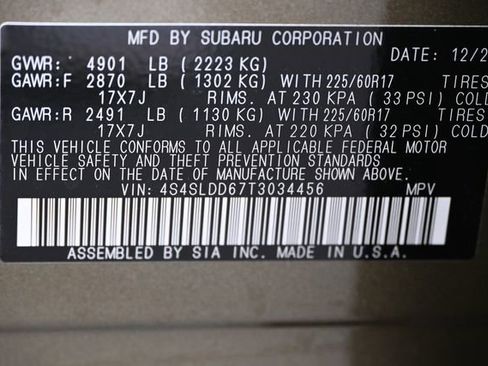 MFD BY SUBARU CORPORATION
DATE: 12/2
GVWR: 4901 LB ( 2223 KG)
GAWR:F 2870 LB ( 1302 KG) WITH 225/60R17 TIRES
17X7J RIMS. AT 230 KPA ( 33 PSI) COLD
GAWR:R 2491 LB ( 1130 KG) WITH 225/60R17 TIRES
17X7J RIMS. AT 220 KPA ( 32 PSI) COLD
THIS VEHICLE CONFORMS TO ALL APPLICABLE FEDERAL MOTOR
VEHICLE SAFETY AND THEFT PREVENTION STANDARDS
IN EFFECT ON THE DATE OF MANUFACTURE SHOWN ABOVE.
VIN: 4S4SLDD67T3034456 MPV
ASSEMBLED BY SIA INC. MADE IN U.S.A.